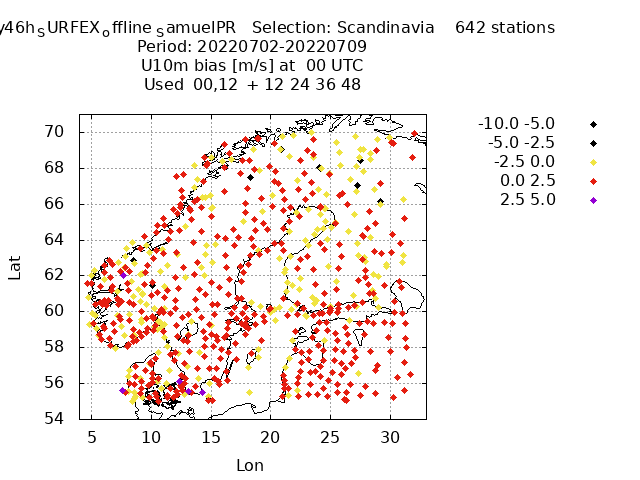 y46h_SURFEX_offline_SamuelPR Selection: Scandinavia 642 stations
Period: 20220702-20220709
U10m bias [m/s] at 00 UTC
Used 00,12 + 12 24 36 48
-10.0 -5.0
-5.0 -2.5
-2.5 0.0
0.0 2.5
2.5 5.0
70
68
66
64
62
60
58
56
54
Lat
5 10 15 20 25 30
Lon